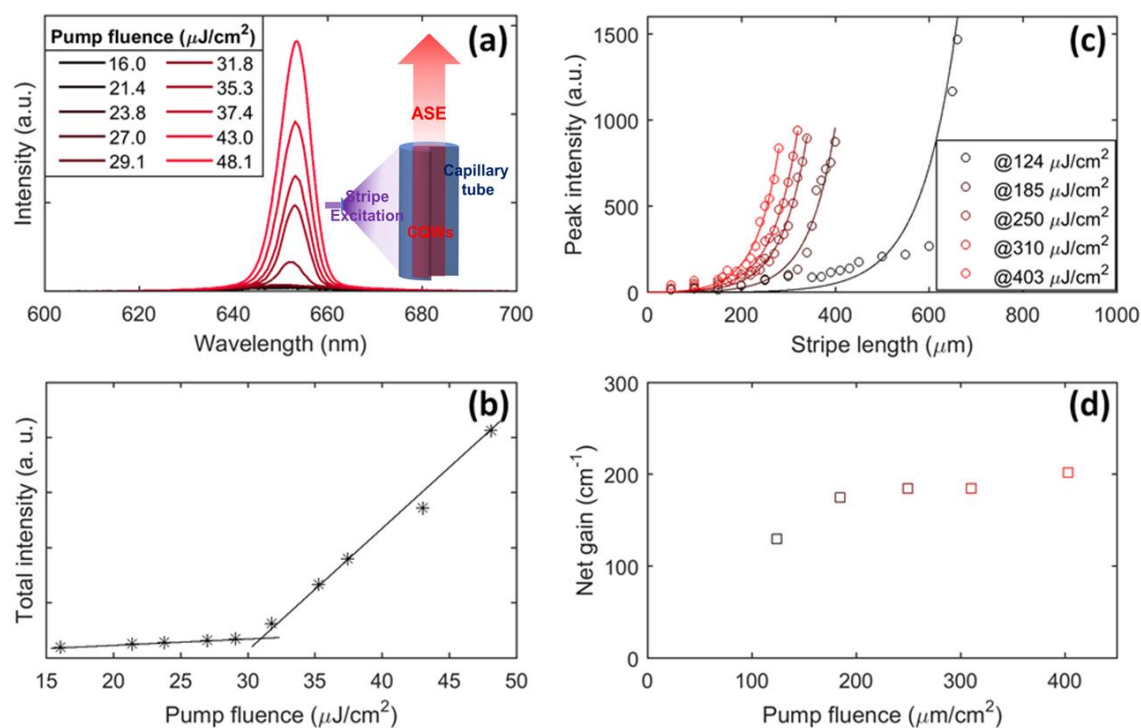 (a)
Pump fluence (μJ/cm²)
16.0 31.8
21.4 35.3
23.8 37.4
27.0 43.0
29.1 48.1
ASE
Stripe
Excitation
Capillary
tube
CQWs
Intensity (a.u.)
600 620 640 660 680 700
Wavelength (nm)
(c)
Peak intensity (a.u.)
1500
1000
500
0
@124 μJ/cm²
@185 μJ/cm²
@250 μJ/cm²
@310 μJ/cm²
@403 μJ/cm²
0 200 400 600 800 1000
Stripe length (μm)
(b)
Total intensity (a. u.)
15 20 25 30 35 40 45 50
Pump fluence (μJ/cm²)
(d)
Net gain (cm⁻¹)
300
200
100
0
0 100 200 300 400
Pump fluence (μm/cm²)